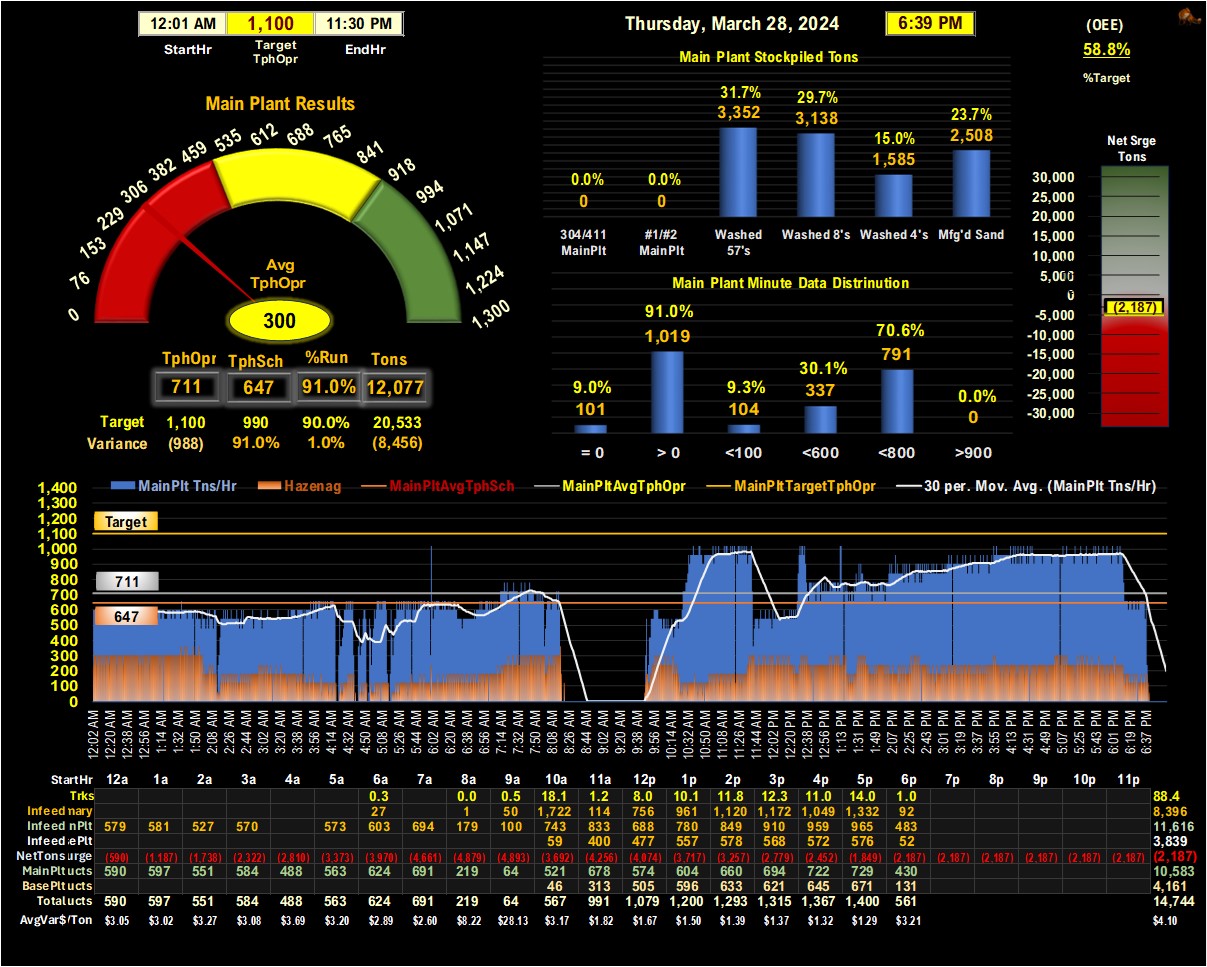 12:01 AM 1,100 11:30 PM
StartHr Target TphOpr EndHr
Thursday, March 28, 2024 6:39 PM
(OEE)
58.8%
%Target
Main Plant Results
0 76 153 229 306 382 459 535 612 688 765 841 918 994 1,071 1,147 1,224 1,300
Avg
TphOpr
300
TphOpr TphSch %Run Tons
711 647 91.0% 12,077
Target 1,100 990 90.0% 20,533
Variance (988) 91.0% 1.0% (8,456)
Main Plant Stockpiled Tons
0.0% 0.0% 31.7% 29.7% 15.0% 23.7%
0 0 3,352 3,138 1,585 2,508
304/411 MainPlt #1/#2 MainPlt Washed 57's Washed 8's Washed 4's Mfg'd Sand
Main Plant Minute Data Distrinution
9.0% 91.0% 9.3% 30.1% 70.6% 0.0%
101 1,019 104 337 791 0
= 0 > 0 <100 <600 <800 >900
Net Srge
Tons
30,000
25,000
20,000
15,000
10,000
5,000
0
(2,187)
-5,000
-10,000
-15,000
-20,000
-25,000
-30,000
MainPlt Tns/Hr Hazenag MainPltAvgTphSch MainPltAvgTphOpr MainPltTargetTphOpr 30 per. Mov. Avg. (MainPlt Tns/Hr)
1,400
1,300
1,200
1,100
1,000
900
800
700
600
500
400
300
200
100
0
Target
711
647
12:02 AM 12:20 AM 12:38 AM 12:56 AM 1:14 AM 1:32 AM 1:50 AM 2:08 AM 2:26 AM 2:44 AM 3:02 AM 3:20 AM 3:38 AM 3:56 AM 4:14 AM 4:32 AM 4:50 AM 5:08 AM 5:26 AM 5:44 AM 6:02 AM 6:20 AM 6:38 AM 6:56 AM 7:14 AM 7:32 AM 7:50 AM 8:08 AM 8:26 AM 8:44 AM 9:02 AM 9:20 AM 9:38 AM 9:56 AM 10:14 AM 10:32 AM 10:50 AM 11:08 AM 11:26 AM 11:44 AM 12:02 PM 12:20 PM 12:38 PM 12:56 PM 1:13 PM 1:31 PM 1:49 PM 2:07 PM 2:25 PM 2:43 PM 3:01 PM 3:19 PM 3:37 PM 3:55 PM 4:13 PM 4:31 PM 4:49 PM 5:07 PM 5:25 PM 5:43 PM 6:01 PM 6:19 PM 6:37 PM
StartHr 12a 1a 2a 3a 4a 5a 6a 7a 8a 9a 10a 11a 12p 1p 2p 3p 4p 5p 6p 7p 8p 9p 10p 11p
Trks 0.3 0.0 0.5 18.1 1.2 8.0 10.1 11.8 12.3 11.0 14.0 1.0 88.4
Infeed nary 27 1 50 1,722 114 756 961 1,120 1,172 1,049 1,332 92 8,396
Infeed nPlt 579 581 527 570 573 603 694 179 100 743 833 688 780 849 910 959 965 483 11,616
Infeed ePlt 59 400 477 557 578 568 572 576 52 3,839
NetTons urge (590) (1,187) (1,738) (2,322) (2,810) (3,373) (3,970) (4,661) (4,879) (4,893) (3,692) (4,256) (4,074) (3,717) (3,257) (2,779) (2,452) (1,849) (2,187) (2,187) (2,187) (2,187) (2,187) (2,187) (2,187)
MainPlt ucts 590 597 551 584 488 563 624 691 219 64 521 678 574 604 660 694 722 729 430 10,583
BasePlt ucts 46 313 505 596 633 621 645 671 131 4,161
Total ucts 590 597 551 584 488 563 624 691 219 64 567 991 1,079 1,200 1,293 1,315 1,367 1,400 561 14,744
AvgVar$/Ton $3.05 $3.02 $3.27 $3.08 $3.69 $3.20 $2.89 $2.60 $8.22 $28.13 $3.17 $1.82 $1.67 $1.50 $1.39 $1.37 $1.32 $1.29 $3.21 $4.10